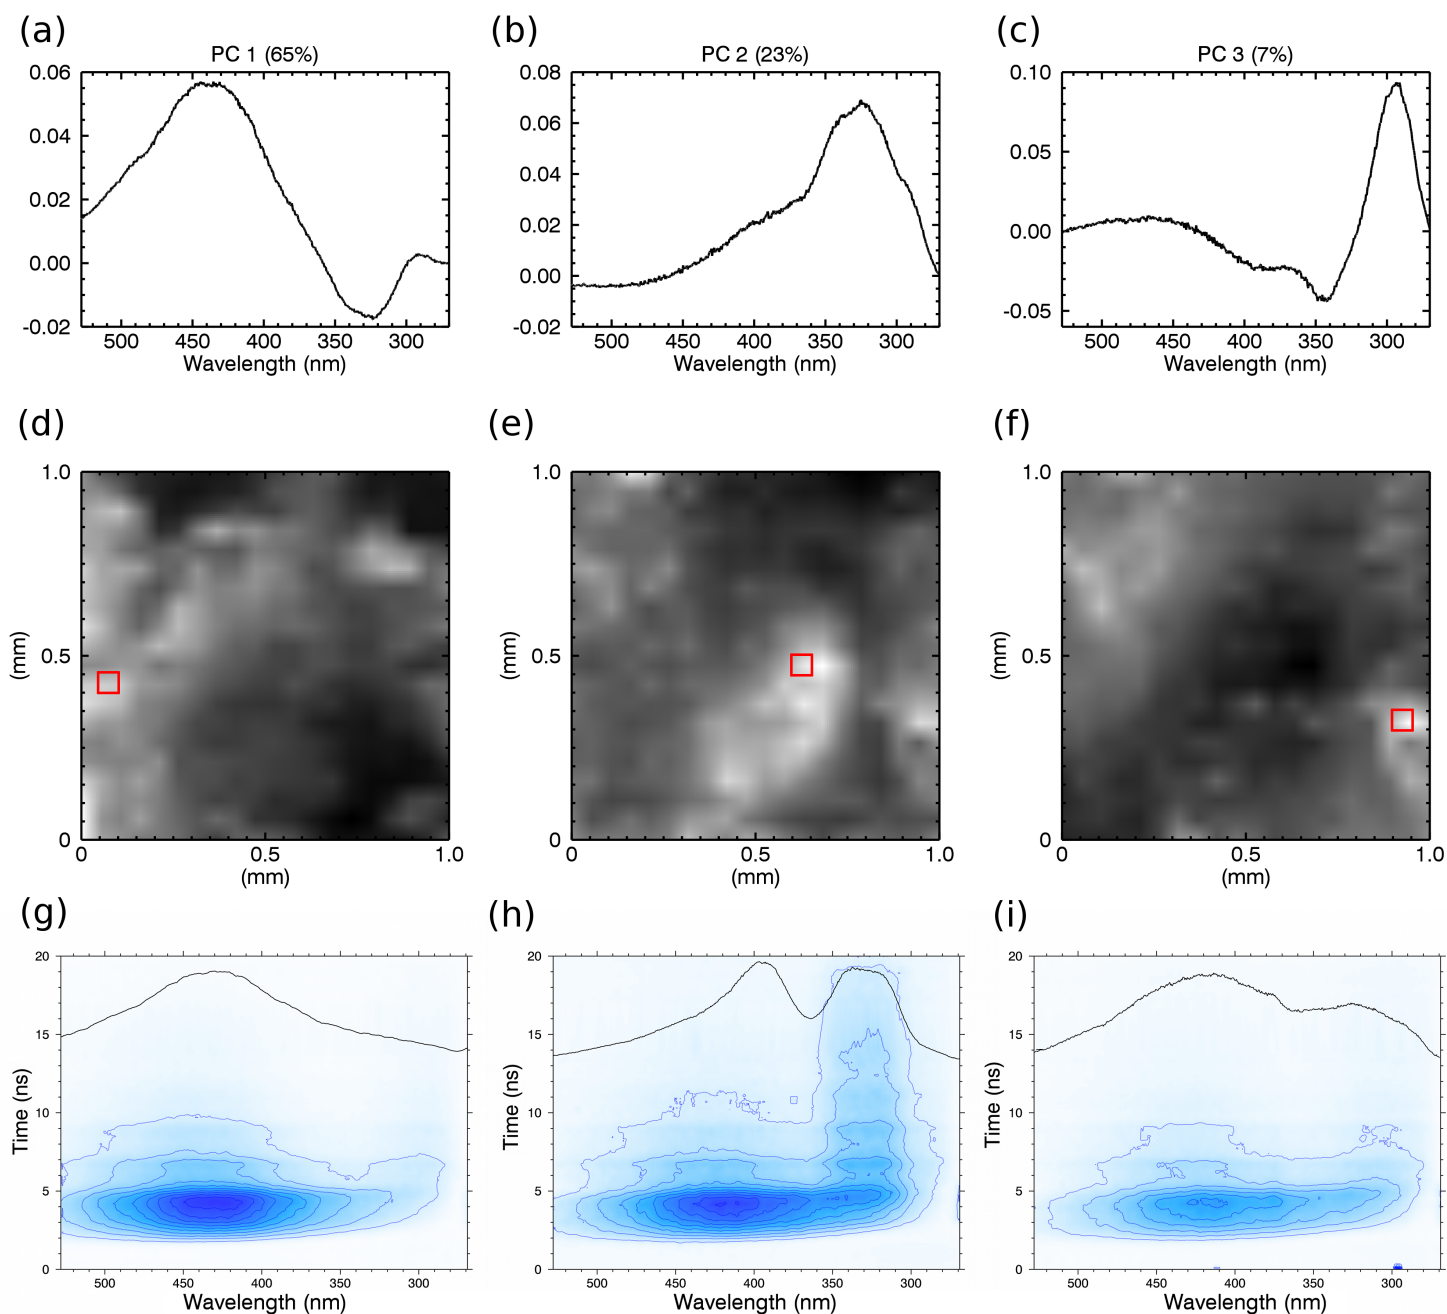 (a) (b) (c)
PC 1 (65%) PC 2 (23%) PC 3 (7%)
0.06 0.08 0.10
0.04 0.06 0.05
0.02 0.04 0.00
0.00 0.02 -0.05
-0.02 0.00
-0.02
500 450 400 350 300 500 450 400 350 300 500 450 400 350 300
Wavelength (nm) Wavelength (nm) Wavelength (nm)
(d) (e) (f)
1.0 1.0 1.0
(mm) 0.5 (mm) 0.5 (mm) 0.5
0 0 0
0 0.5 1.0 0 0.5 1.0 0 0.5 1.0
(mm) (mm) (mm)
(g) (h) (i)
20 20 20
15 15 15
Time (ns) 10 Time (ns) 10 Time (ns) 10
5 5 5
0 0 0
500 450 400 350 300 500 450 400 350 300 500 450 400 350 300
Wavelength (nm) Wavelength (nm) Wavelength (nm)